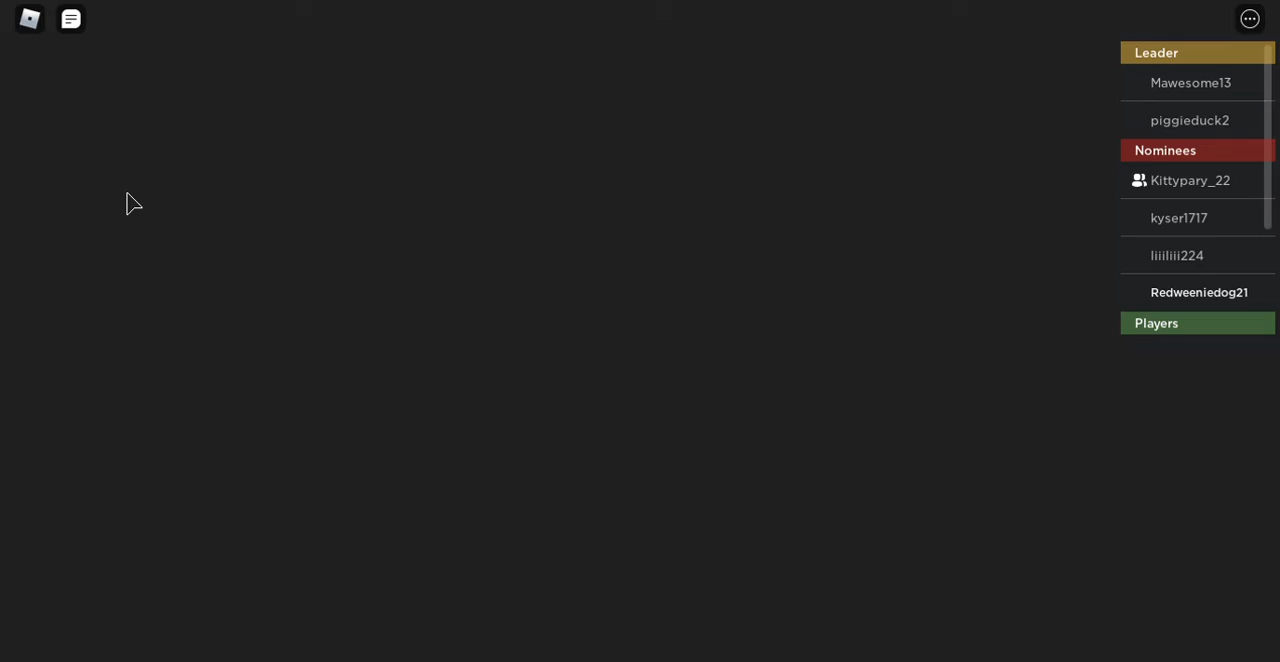 Leader
Mawesome13
piggieduck2
Nominees
Kittypary_22
kyser1717
liiiliii224
Redweeniedog21
Players